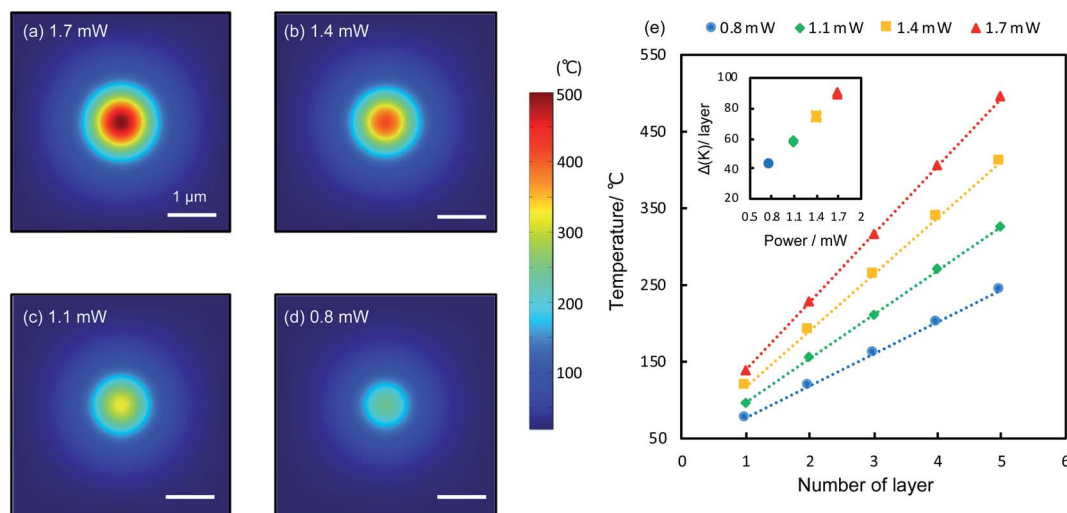 (a) 1.7 mW
1 μm
(b) 1.4 mW
(c) 1.1 mW
(d) 0.8 mW
(℃)
500
400
300
200
100
(e)
0.8 mW 1.1 mW 1.4 mW 1.7 mW
550
450
350
250
150
50
Temperature/ ℃
0 1 2 3 4 5 6
Number of layer
100
80
60
40
20
Δ(K)/ layer
0.5 0.8 1.1 1.4 1.7 2
Power / mW